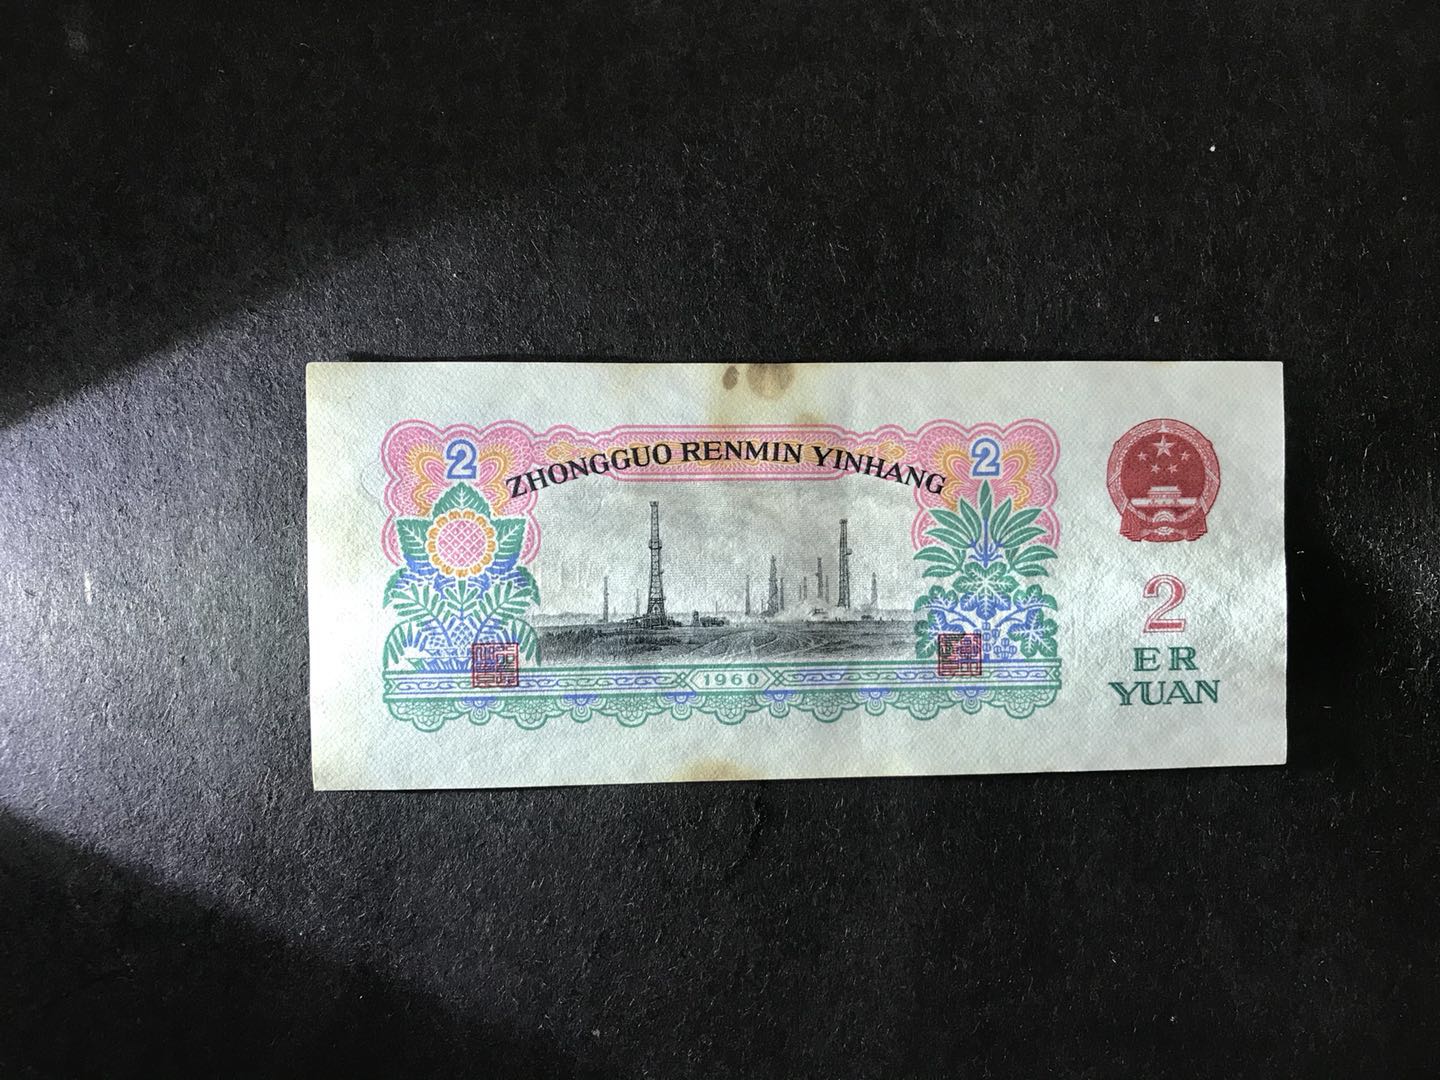 2
ZHONGGUO RENMIN YINHANG
2
1960
2
ER
YUAN